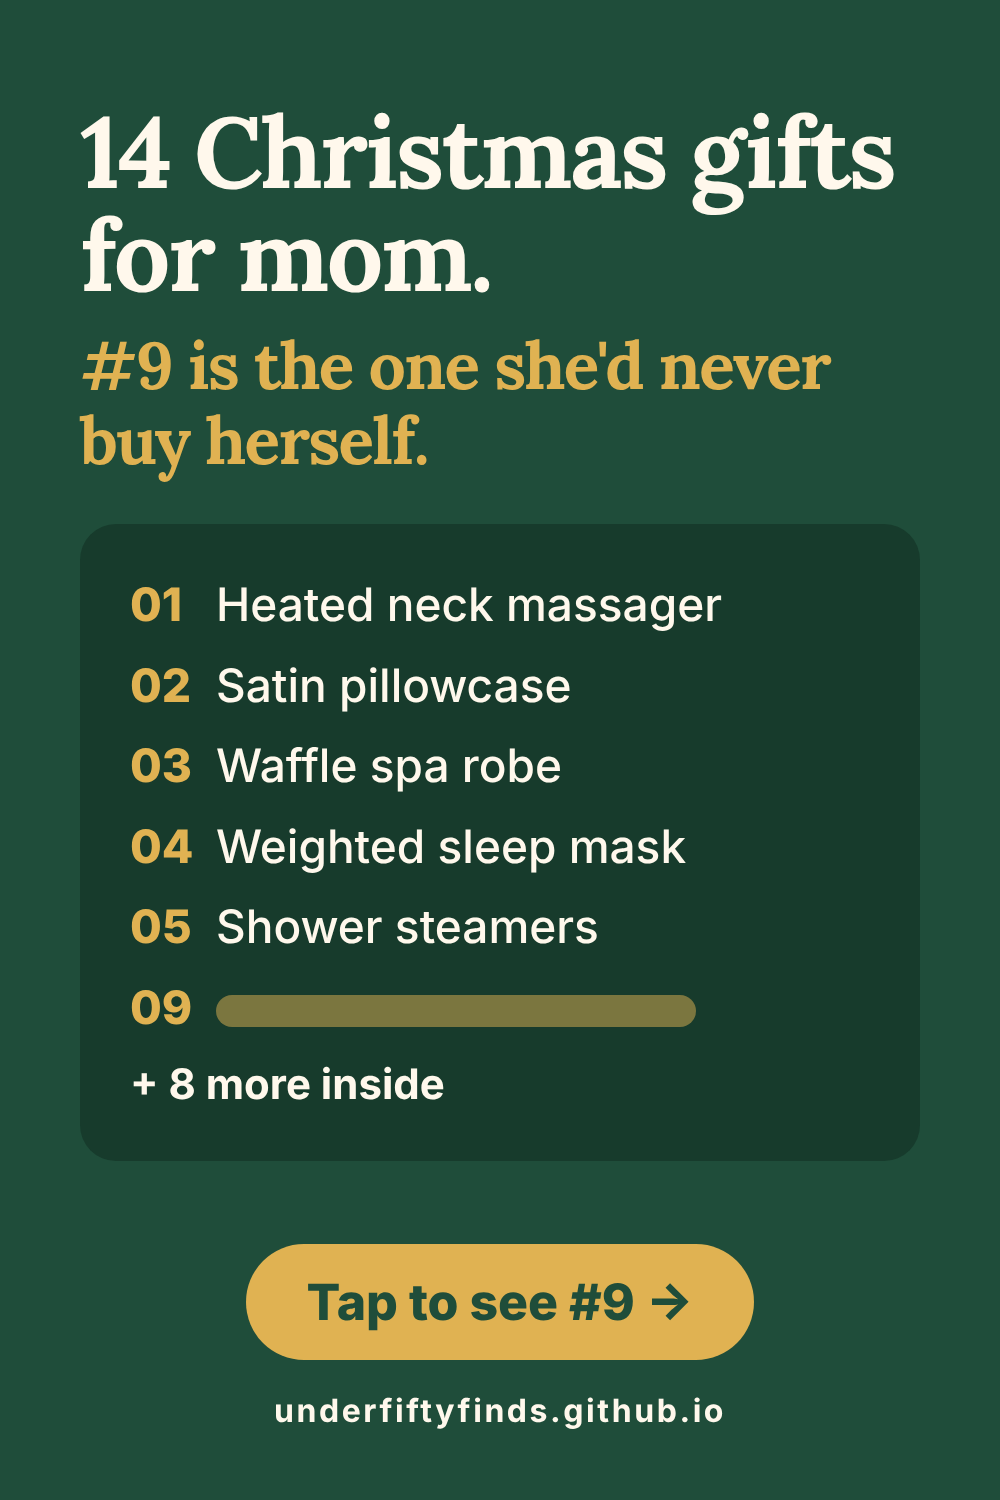 14 Christmas gifts
for mom.
#9 is the one she'd never
buy herself.
01 Heated neck massager
02 Satin pillowcase
03 Waffle spa robe
04 Weighted sleep mask
05 Shower steamers
09
+ 8 more inside
Tap to see #9 →
underfiftyfinds.github.io